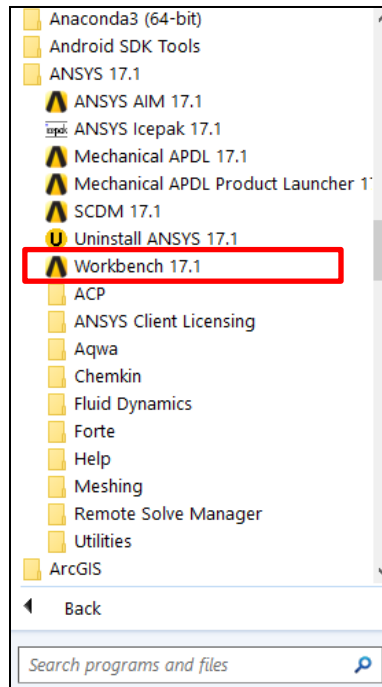 Anaconda3 (64-bit)
Android SDK Tools
ANSYS 17.1
ANSYS AIM 17.1
icepak ANSYS Icepak 17.1
Mechanical APDL 17.1
Mechanical APDL Product Launcher 1
SCDM 17.1
U Uninstall ANSYS 17.1
Workbench 17.1
ACP
ANSYS Client Licensing
Aqwa
Chemkin
Fluid Dynamics
Forte
Help
Meshing
Remote Solve Manager
Utilities
ArcGIS
Back
Search programs and files